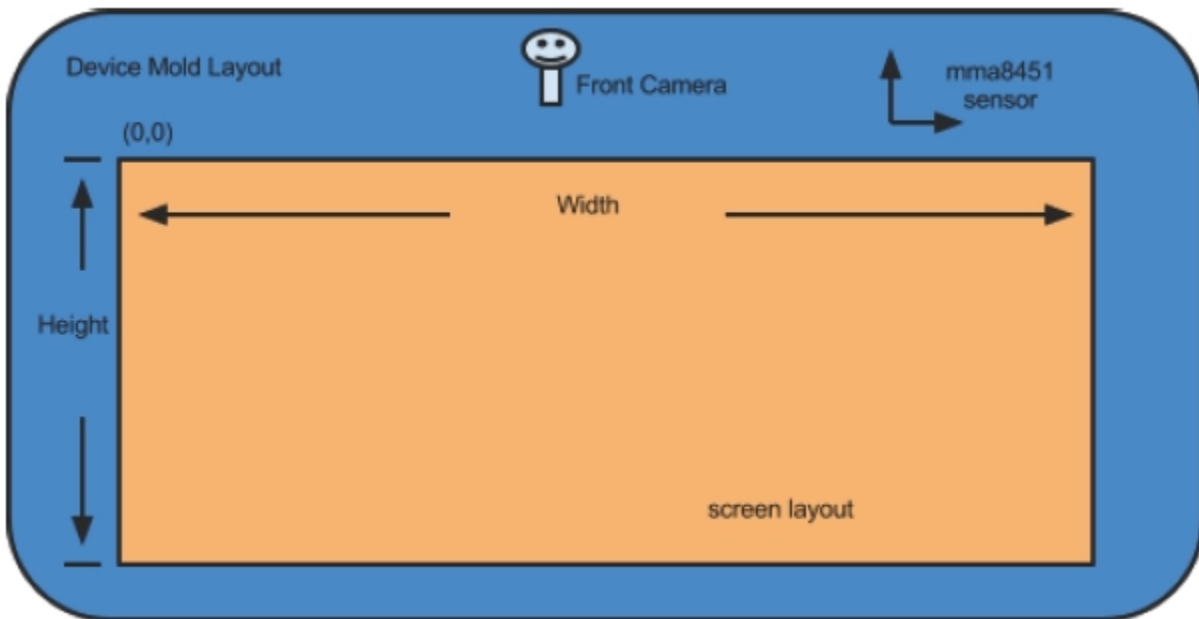 Device Mold Layout
Front Camera
mma8451
sensor
(0,0)
Width
Height
screen layout